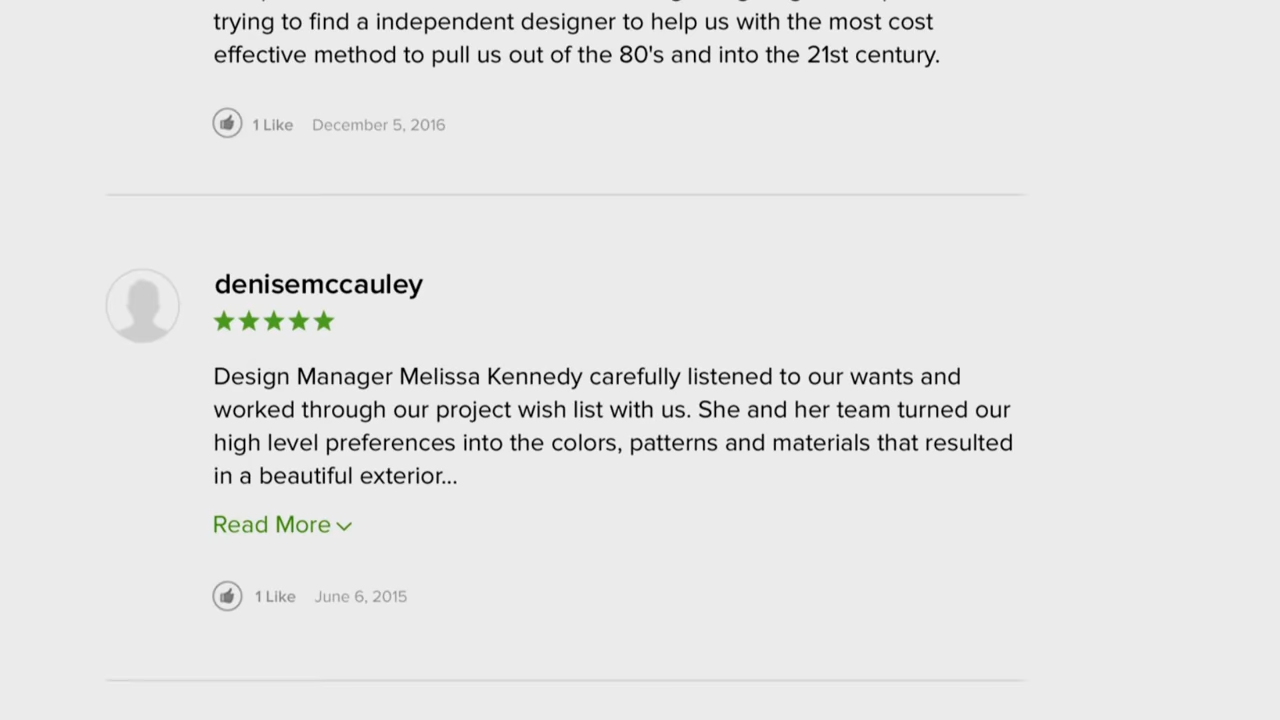 trying to find a independent designer to help us with the most cost
effective method to pull us out of the 80's and into the 21st century.
1 Like December 5, 2016
denisemccauley
Design Manager Melissa Kennedy carefully listened to our wants and
worked through our project wish list with us. She and her team turned our
high level preferences into the colors, patterns and materials that resulted
in a beautiful exterior...
Read More
1 Like June 6, 2015